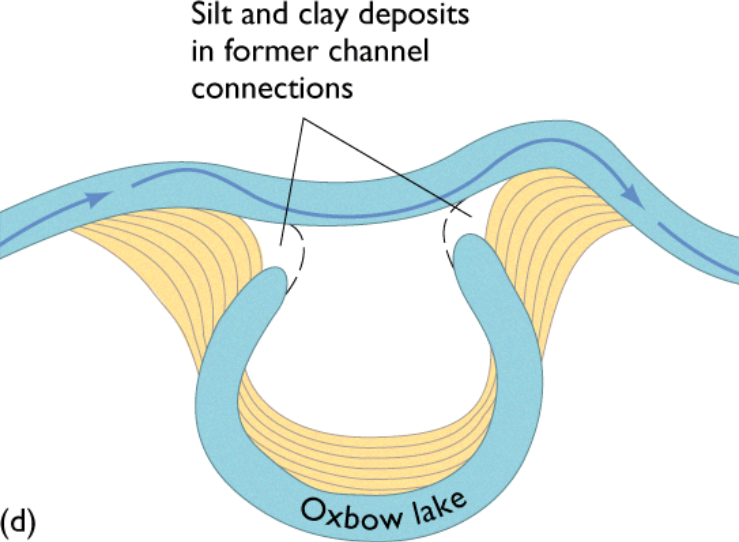 Silt and clay deposits
in former channel
connections
Oxbow lake
(d)